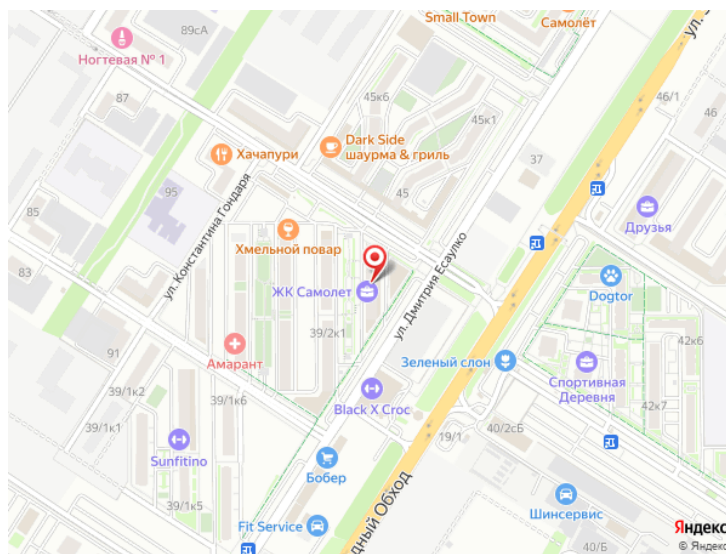 Small Town
Самолёт
89сА
Ногтевая № 1
87
45к6
45к1
46/1
46
Dark Side
шаурма & гриль
Хачапури
37
95
45
85
ул. Константина Гондаря
Друзья
Хмельной повар
83
ул. Дмитрия Есаулко
ЖК Самолет
Dogtor
39/2к1
42к6
Амарант
Зеленый слон
91
Спортивная
Деревня
39/1к2
39/1к6
Black X Croc
42к7
39/1к1
19/1
40/2сБ
Sunfitino
Бобер
39/1к5
Шинсервис
Fit Service
дный Обход
40/Б
Яндекс
© Яндекс